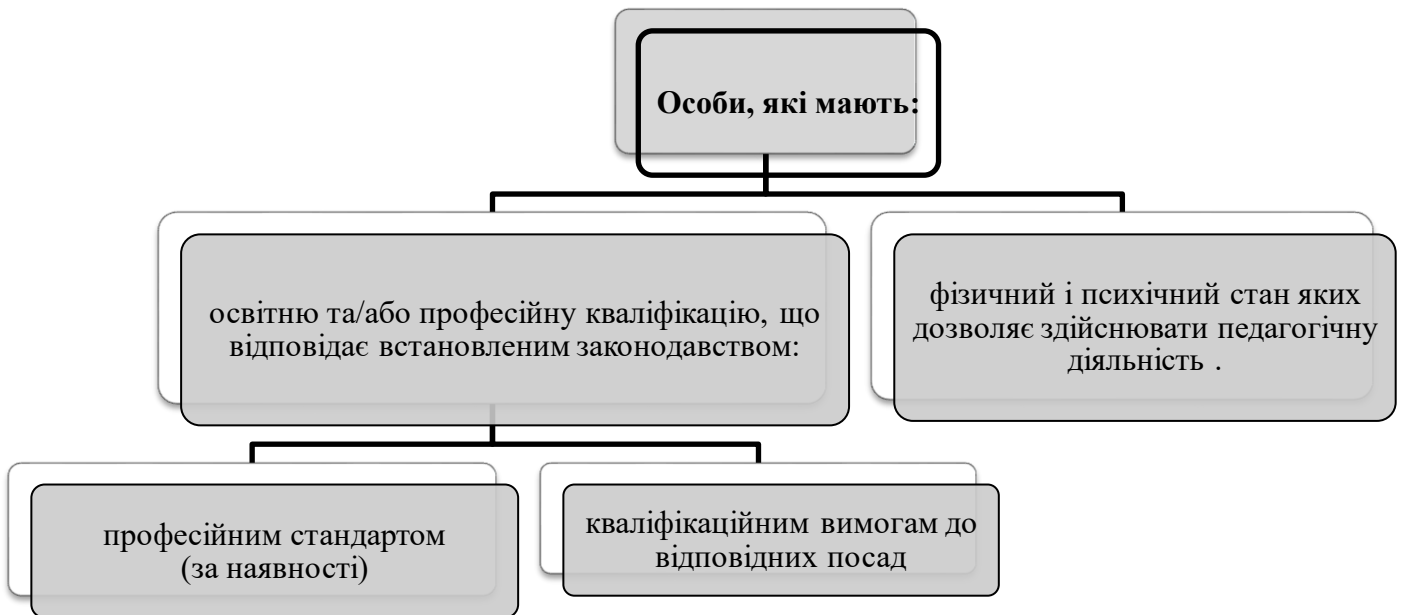 Особи, які мають:
освітню та/або професійну кваліфікацію, що
відповідає встановленим законодавством:
фізичний і психічний стан яких
дозволяє здійснювати педагогічну
діяльність .
професійним стандартом
(за наявності)
кваліфікаційним вимогам до
відповідних посад